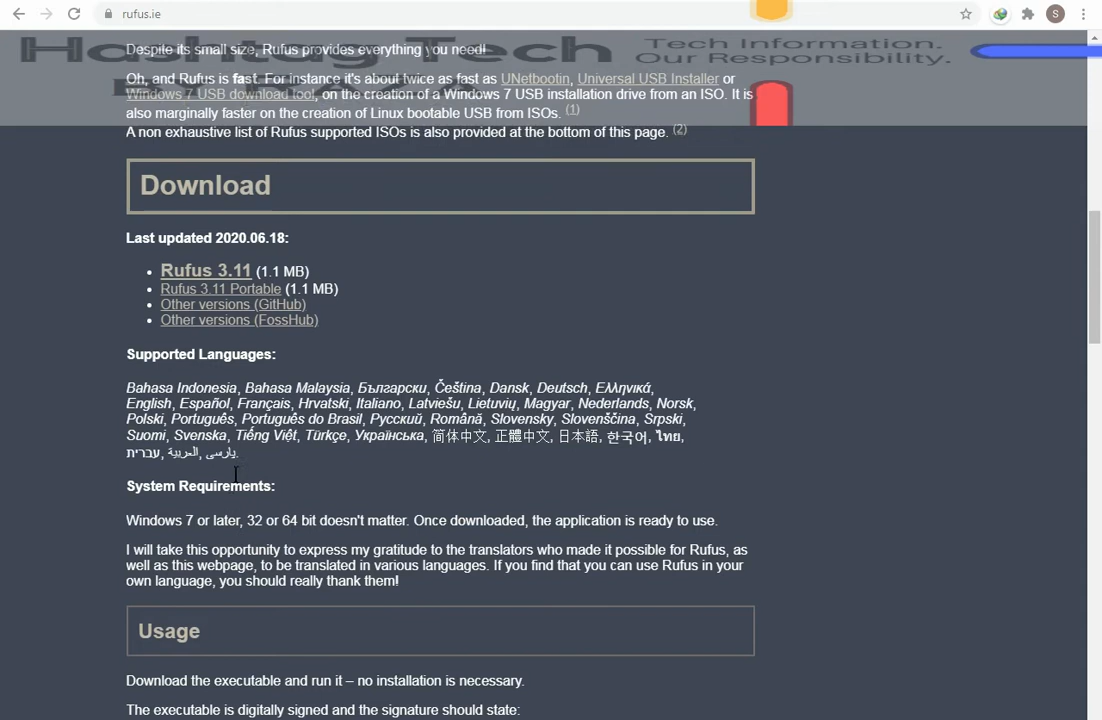 rufus.ie
S
Hashtag Tech
BY RAZA
Tech Information.
Our Responsibility.
Despite its small size, Rufus provides everything you need!
Oh, and Rufus is fast. For instance it's about twice as fast as UNetbootin, Universal USB Installer or
Windows 7 USB download tool, on the creation of a Windows 7 USB installation drive from an ISO. It is
also marginally faster on the creation of Linux bootable USB from ISOs. (1)
A non exhaustive list of Rufus supported ISOs is also provided at the bottom of this page. (2)
Download
Last updated 2020.06.18:
• Rufus 3.11 (1.1 MB)
• Rufus 3.11 Portable (1.1 MB)
• Other versions (GitHub)
• Other versions (FossHub)
Supported Languages:
Bahasa Indonesia, Bahasa Malaysia, Български, Čeština, Dansk, Deutsch, Ελληνικά,
English, Español, Français, Hrvatski, Italiano, Latviešu, Lietuvių, Magyar, Nederlands, Norsk,
Polski, Português, Português do Brasil, Русский, Română, Slovensky, Slovenščina, Srpski,
Suomi, Svenska, Tiếng Việt, Türkçe, Українська, 简体中文, 正體中文, 日本語, 한국어, ไทย,
עברית, العربية, پارسی.
System Requirements:
Windows 7 or later, 32 or 64 bit doesn't matter. Once downloaded, the application is ready to use.
I will take this opportunity to express my gratitude to the translators who made it possible for Rufus, as
well as this webpage, to be translated in various languages. If you find that you can use Rufus in your
own language, you should really thank them!
Usage
Download the executable and run it – no installation is necessary.
The executable is digitally signed and the signature should state: